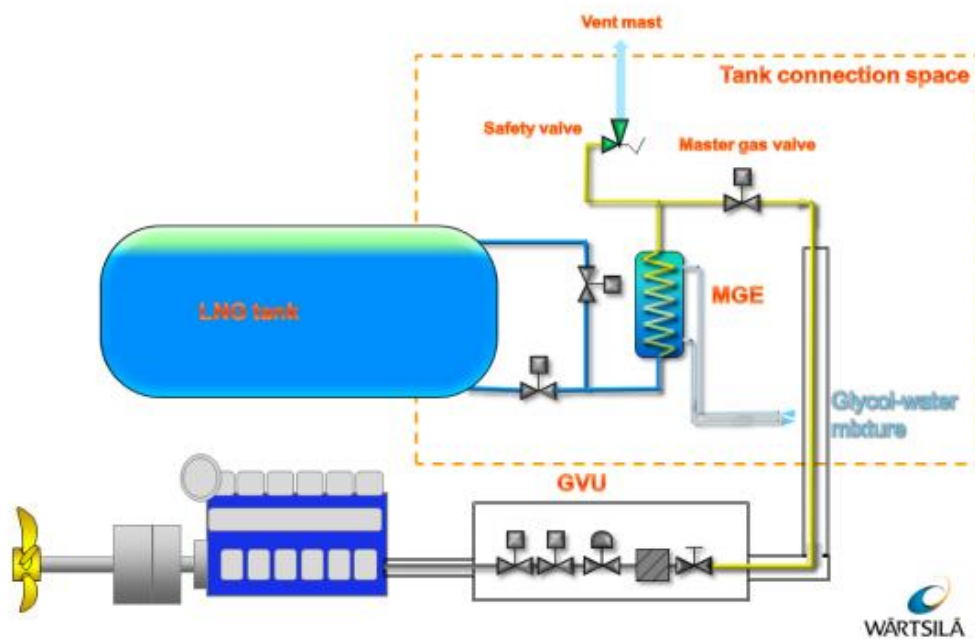 Vent mast
Tank connection space
Safety valve
Master gas valve
LNG tank
MGE
Glycol-water
mixture
GVU
WÄRTSILÄ